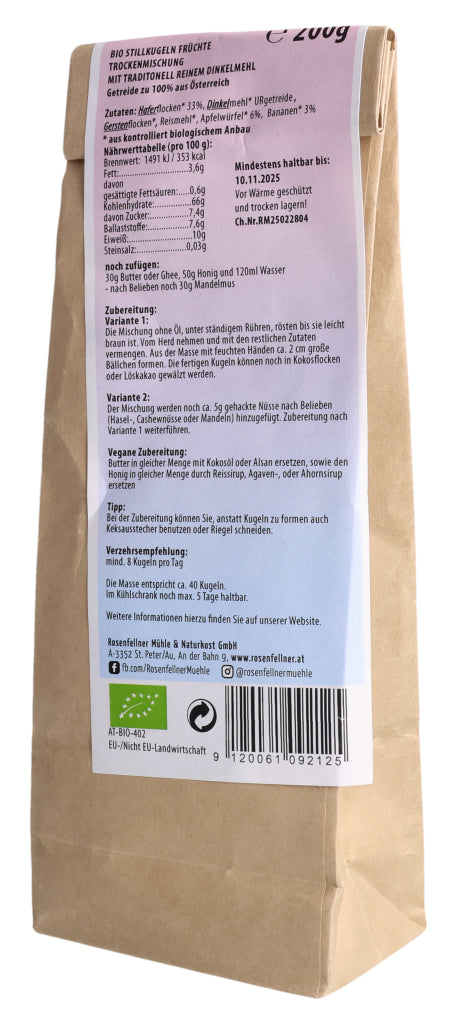 ℮ 200g
BIO STILLKUGELN FRÜCHTE
TROCKENMISCHUNG
MIT TRADITONELL REINEM DINKELMEHL
Getreide zu 100% aus Österreich
Zutaten: Haferflocken* 33%, Dinkelmehl* URgetreide,
Gerstenflocken*, Reismehl*, Apfelwürfel* 6%, Bananen* 3%
* aus kontrolliert biologischem Anbau
Nährwerttabelle (pro 100 g):
Brennwert: 1491 kJ / 353 kcal
Fett:.....................3,6g
davon
gesättigte Fettsäuren:.....0,6g
Kohlenhydrate:..............66g
davon Zucker:..............7,4g
Ballaststoffe:..............7,6g
Eiweiß:.....................10g
Steinsalz:................0,03g
Mindestens haltbar bis:
10.11.2025
Vor Wärme geschützt
und trocken lagern!
Ch.Nr.RM25022804
noch zufügen:
30g Butter oder Ghee, 50g Honig und 120ml Wasser
- nach Belieben noch 30g Mandelmus
Zubereitung:
Variante 1:
Die Mischung ohne Öl, unter ständigem Rühren, rösten bis sie leicht
braun ist. Vom Herd nehmen und mit den restlichen Zutaten
vermengen. Aus der Masse mit feuchten Händen ca. 2 cm große
Bällchen formen. Die fertigen Kugeln können noch in Kokosflocken
oder Löskakao gewälzt werden.
Variante 2:
Der Mischung werden noch ca. 5g gehackte Nüsse nach Belieben
(Hasel-, Cashewnüsse oder Mandeln) hinzugefügt. Zubereitung nach
Variante 1 weiterführen.
Vegane Zubereitung:
Butter in gleicher Menge mit Kokosöl oder Alsan ersetzen, sowie den
Honig in gleicher Menge durch Reissirup, Agaven-, oder Ahornsirup
ersetzen
Tipp:
Bei der Zubereitung können Sie, anstatt Kugeln zu formen auch
Keksausstecher benutzen oder Riegel schneiden.
Verzehrsempfehlung:
mind. 8 Kugeln pro Tag
Die Masse entspricht ca. 40 Kugeln.
Im Kühlschrank noch max. 5 Tage haltbar.
Weitere Informationen hierzu finden Sie auf unserer Website.
Rosenfellner Mühle & Naturkost GmbH
A-3352 St. Peter/Au, An der Bahn 9, www.rosenfellner.at
fb.com/RosenfellnerMuehle @rosenfellnermuehle
AT-BIO-402
EU-/Nicht EU-Landwirtschaft
9 120061 092125